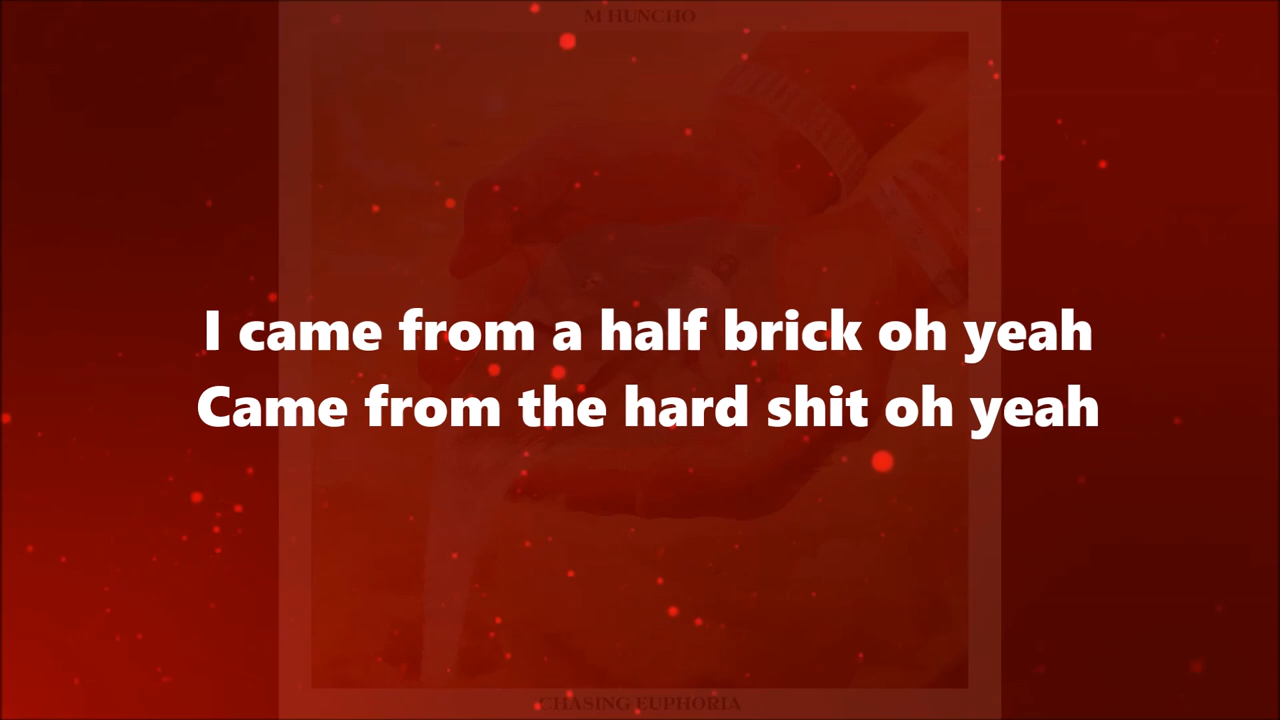 M HUNCHO
I came from a half brick oh yeah
Came from the hard shit oh yeah
CHASING EUPHORIA